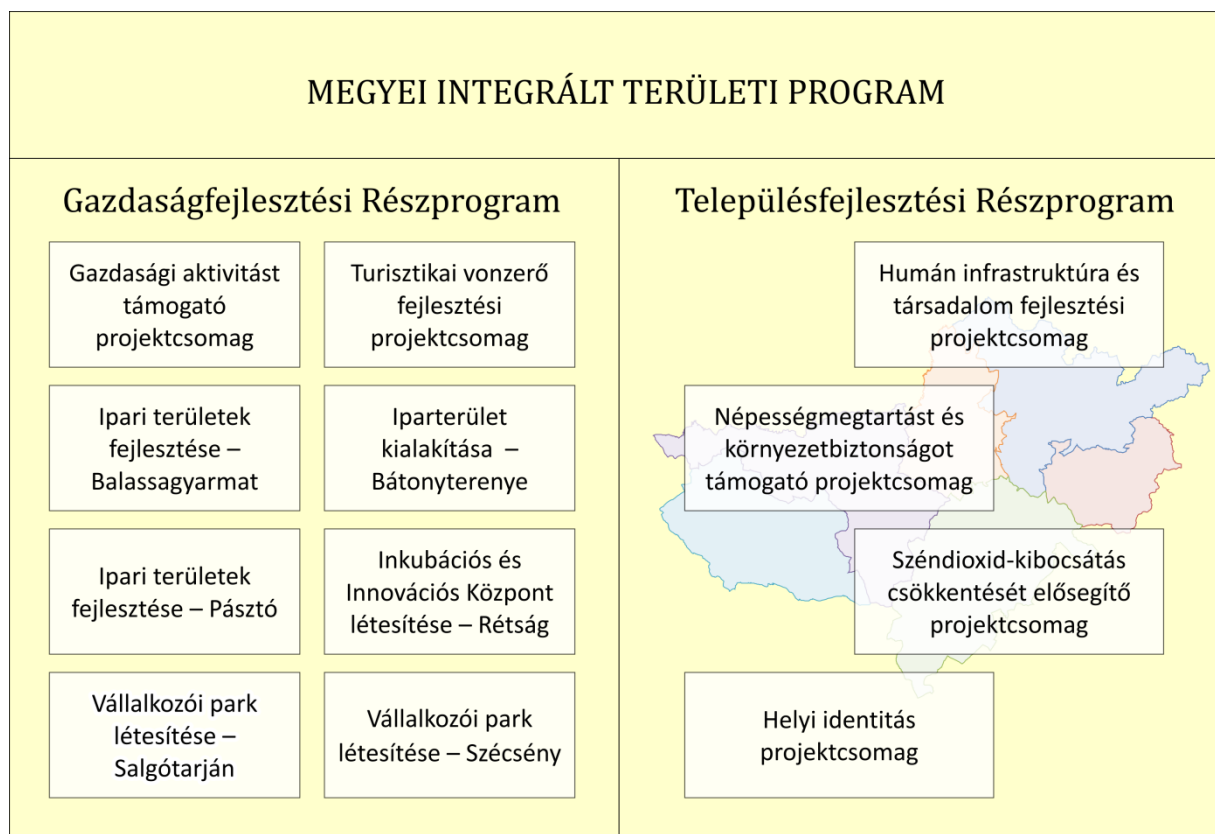 MEGYEI INTEGRÁLT TERÜLETI PROGRAM
Gazdaságfejlesztési Részprogram
Gazdasági aktivitást
támogató
projektcsomag
Turisztikai vonzerő
fejlesztési
projektcsomag
Ipari területek
fejlesztése –
Balassagyarmat
Iparterület
kialakítása –
Bátonyterenye
Ipari területek
fejlesztése – Pásztó
Inkubációs és
Innovációs Központ
létesítése – Rétság
Vállalkozói park
létesítése –
Salgótarján
Vállalkozói park
létesítése – Szécsény
Településfejlesztési Részprogram
Humán infrastruktúra és
társadalom fejlesztési
projektcsomag
Népességmegtartást és
környezetbiztonságot
támogató projektcsomag
Széndioxid-kibocsátás
csökkentését elősegítő
projektcsomag
Helyi identitás
projektcsomag